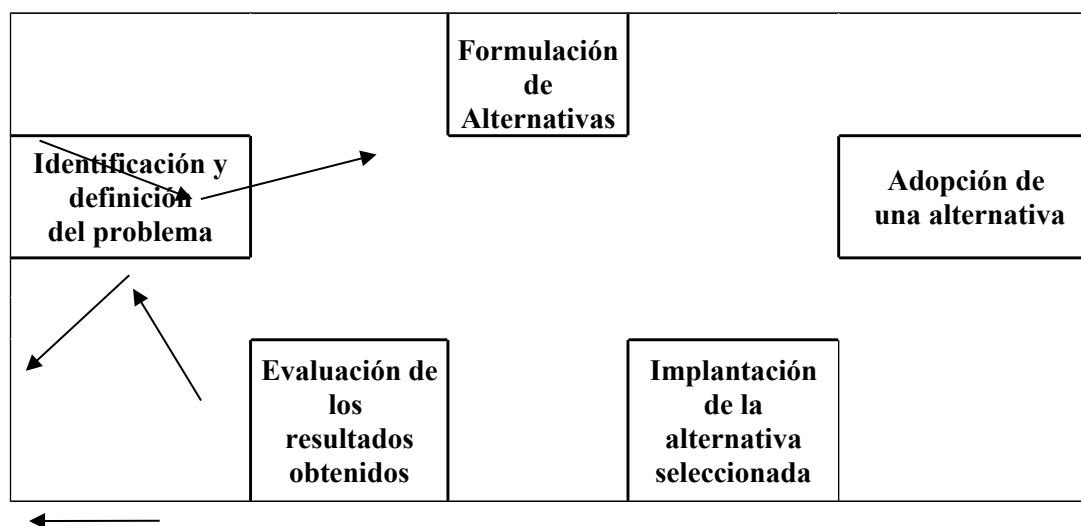 Formulación
de
Alternativas
Identificación y
definición
del problema
Adopción de
una alternativa
Evaluación de
los
resultados
obtenidos
Implantación
de la
alternativa
seleccionada